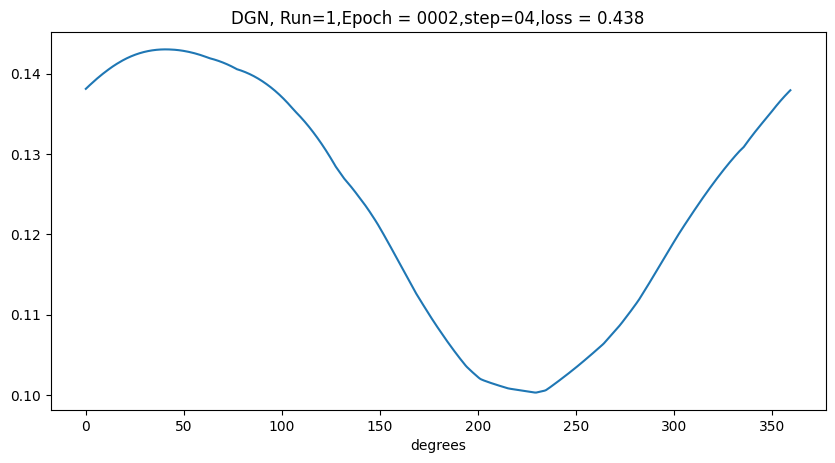 DGN, Run=1,Epoch = 0002,step=04,loss = 0.438
0.14
0.13
0.12
0.11
0.10
0 50 100 150 200 250 300 350
degrees